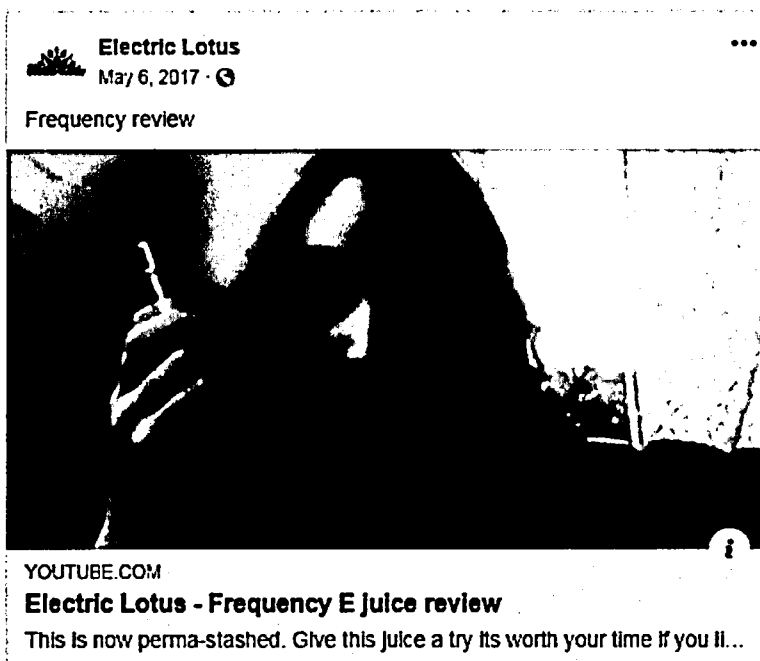 Electric Lotus
May 6, 2017 ·
Frequency review
YOUTUBE.COM
Electric Lotus - Frequency E juice review
This is now perma-stashed. Give this juice a try its worth your time if you li...